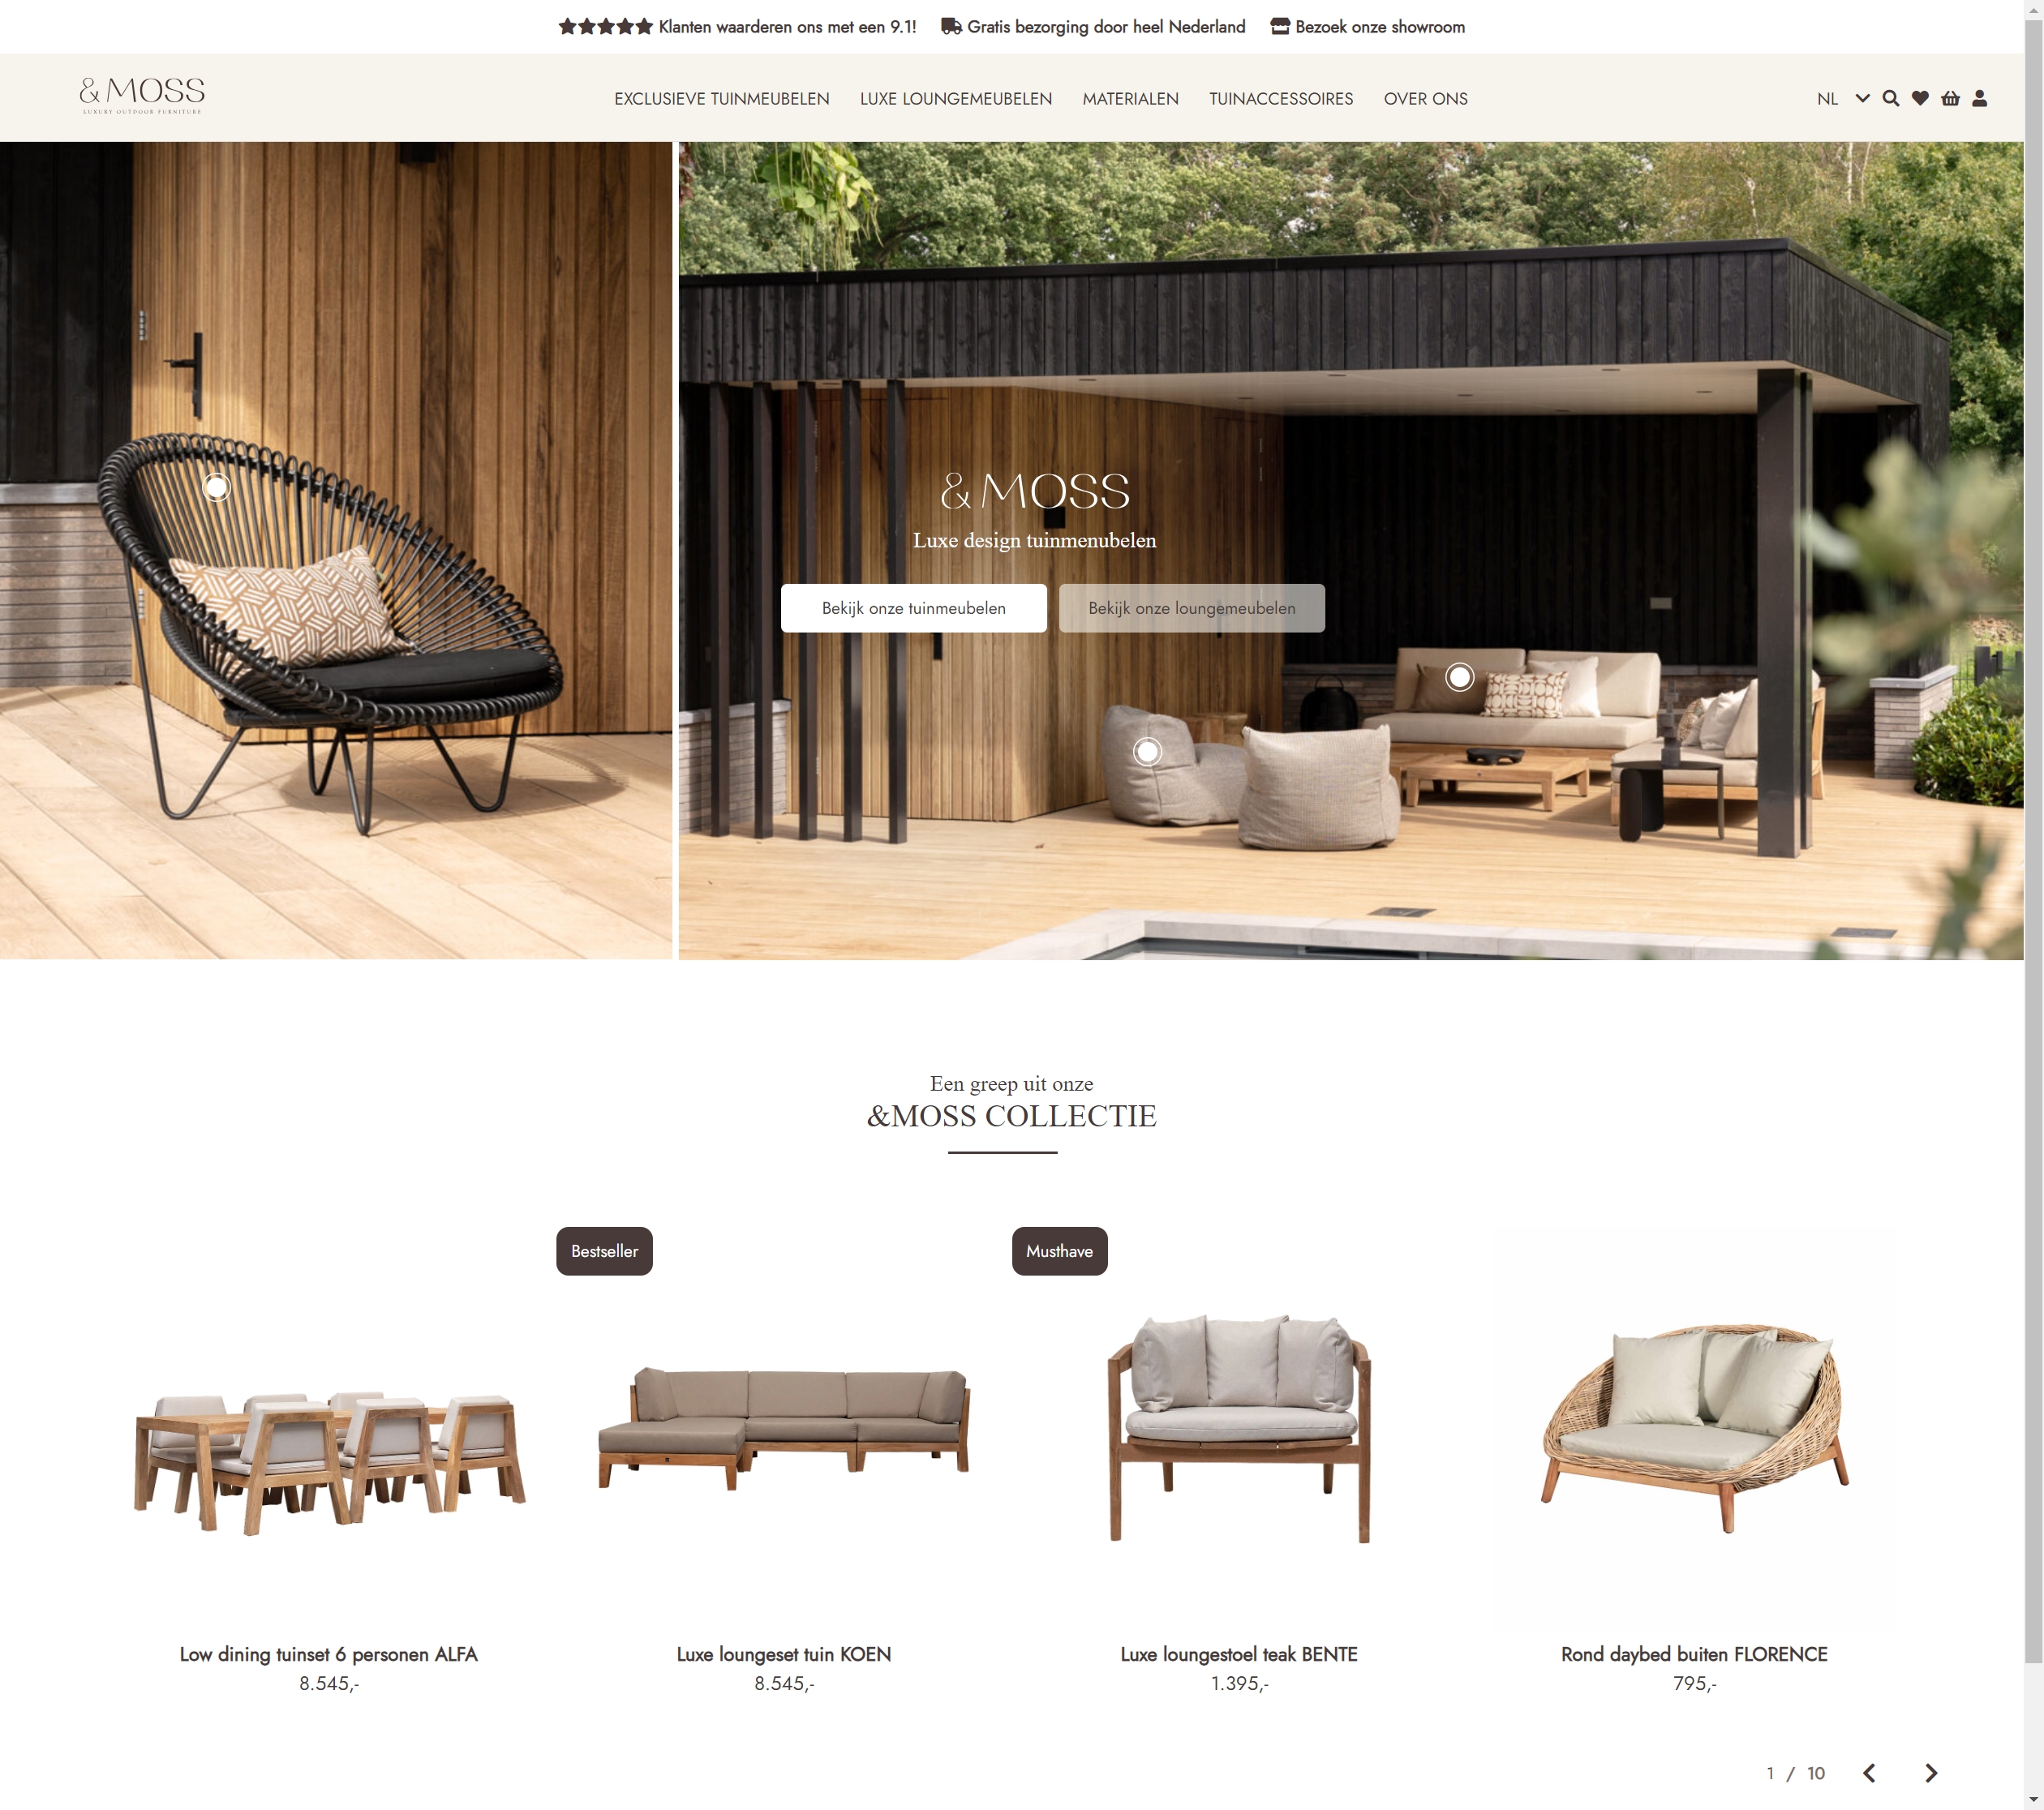 Klanten waarderen ons met een 9.1! Gratis bezorging door heel Nederland Bezoek onze showroom
& MOSS
LUXURY OUTDOOR FURNITURE
EXCLUSIEVE TUINMEUBELEN LUXE LOUNGEMEUBELEN MATERIALEN TUINACCESSOIRES OVER ONS
NL
& MOSS
Luxe design tuinmenubelen
Bekijk onze tuinmeubelen
Bekijk onze loungemeubelen
Een greep uit onze
&MOSS COLLECTIE
Bestseller
Musthave
Low dining tuinset 6 personen ALFA
8.545,-
Luxe loungeset tuin KOEN
8.545,-
Luxe loungestoel teak BENTE
1.395,-
Rond daybed buiten FLORENCE
795,-
1 / 10